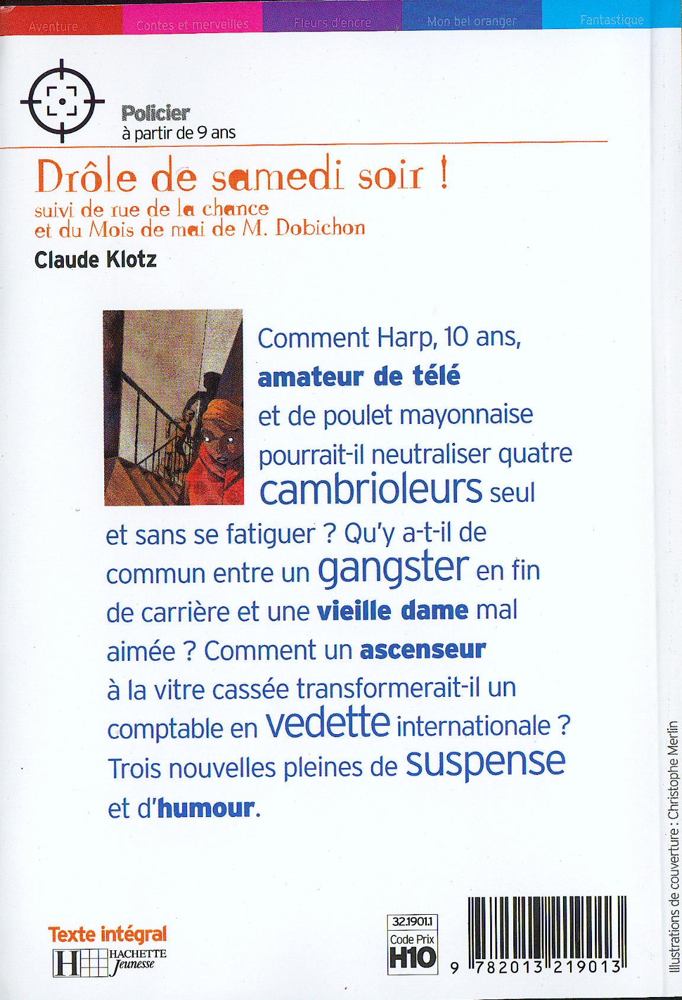 Aventure
Contes et merveilles
Fleurs d'encre
Mon bel oranger
Fantastique
Policier
à partir de 9 ans
Drôle de samedi soir !
suivi de rue de la chance
et du Mois de mai de M. Dobichon
Claude Klotz
Comment Harp, 10 ans,
amateur de télé
et de poulet mayonnaise
pourrait-il neutraliser quatre
cambrioleurs seul
et sans se fatiguer ? Qu'y a-t-il de
commun entre un gangster en fin
de carrière et une vieille dame mal
aimée ? Comment un ascenseur
à la vitre cassée transformerait-il un
comptable en vedette internationale ?
Trois nouvelles pleines de suspense
et d'humour.
Texte intégral
H HACHETTE
Jeunesse
32.1901.1
Code Prix
H10
9 782013 219013
Illustrations de couverture : Christophe Merlin